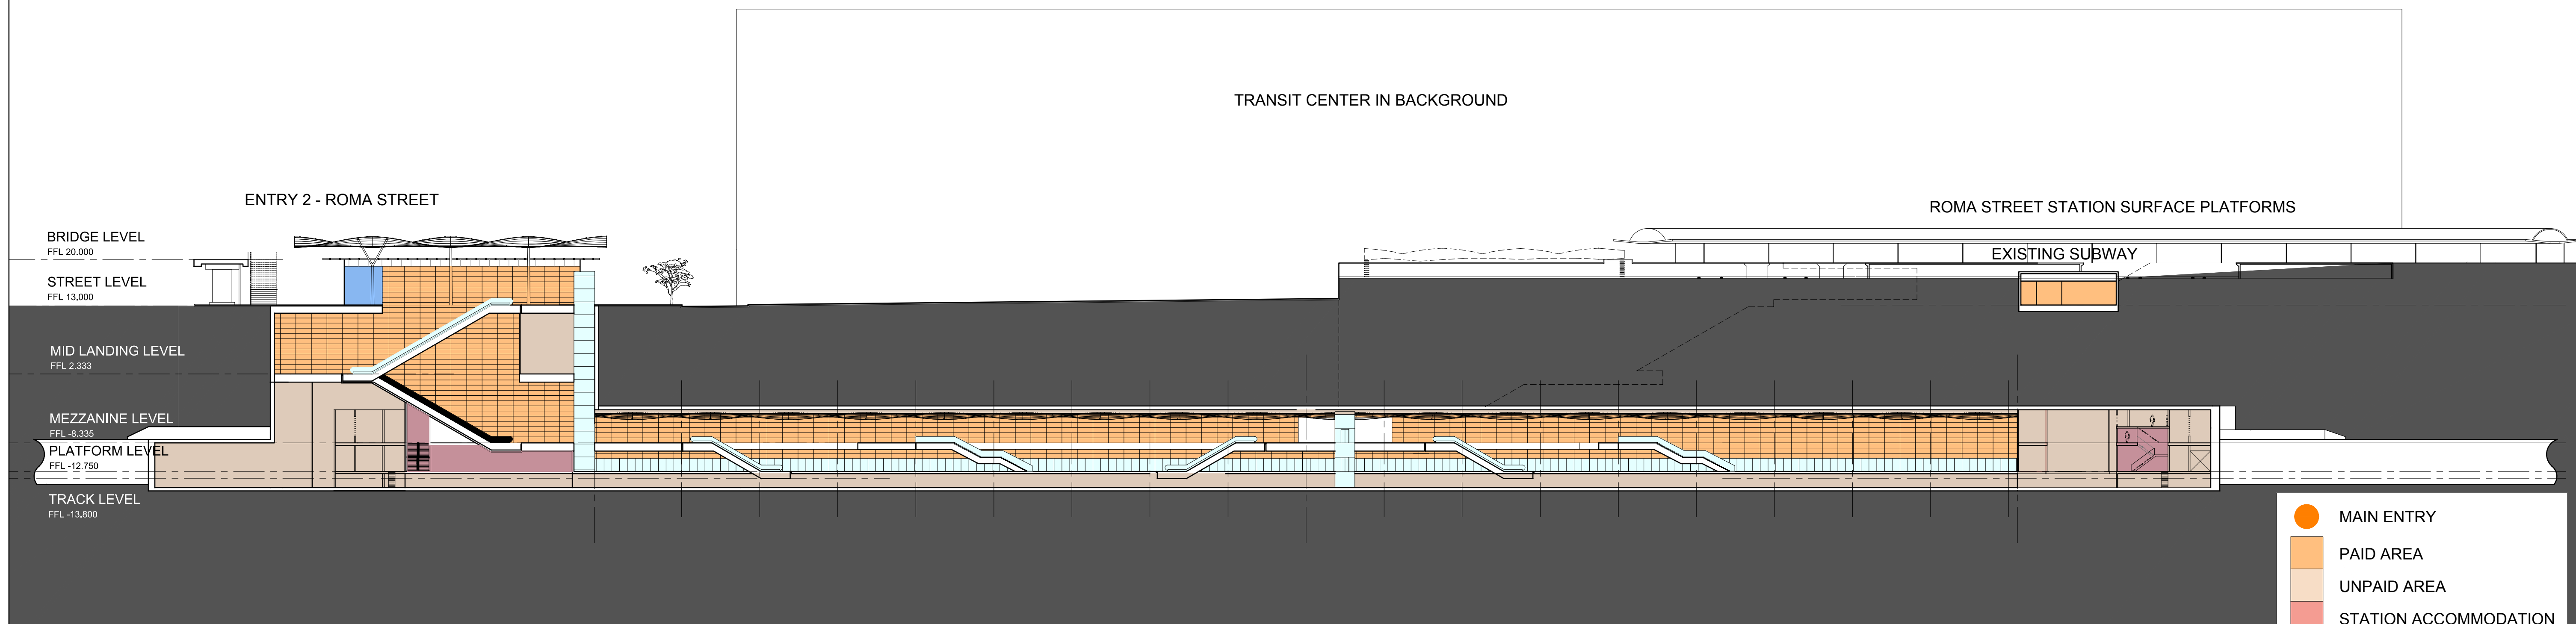 TRANSIT CENTER IN BACKGROUND
ENTRY 2 - ROMA STREET
ROMA STREET STATION SURFACE PLATFORMS
BRIDGE LEVEL
FFL 20.000
EXISTING SUBWAY
STREET LEVEL
FFL 13.000
MID LANDING LEVEL
FFL 2.333
MEZZANINE LEVEL
FFL -8.335
PLATFORM LEVEL
FFL -12.750
TRACK LEVEL
FFL -13.800
MAIN ENTRY
PAID AREA
UNPAID AREA
STATION ACCOMMODATION